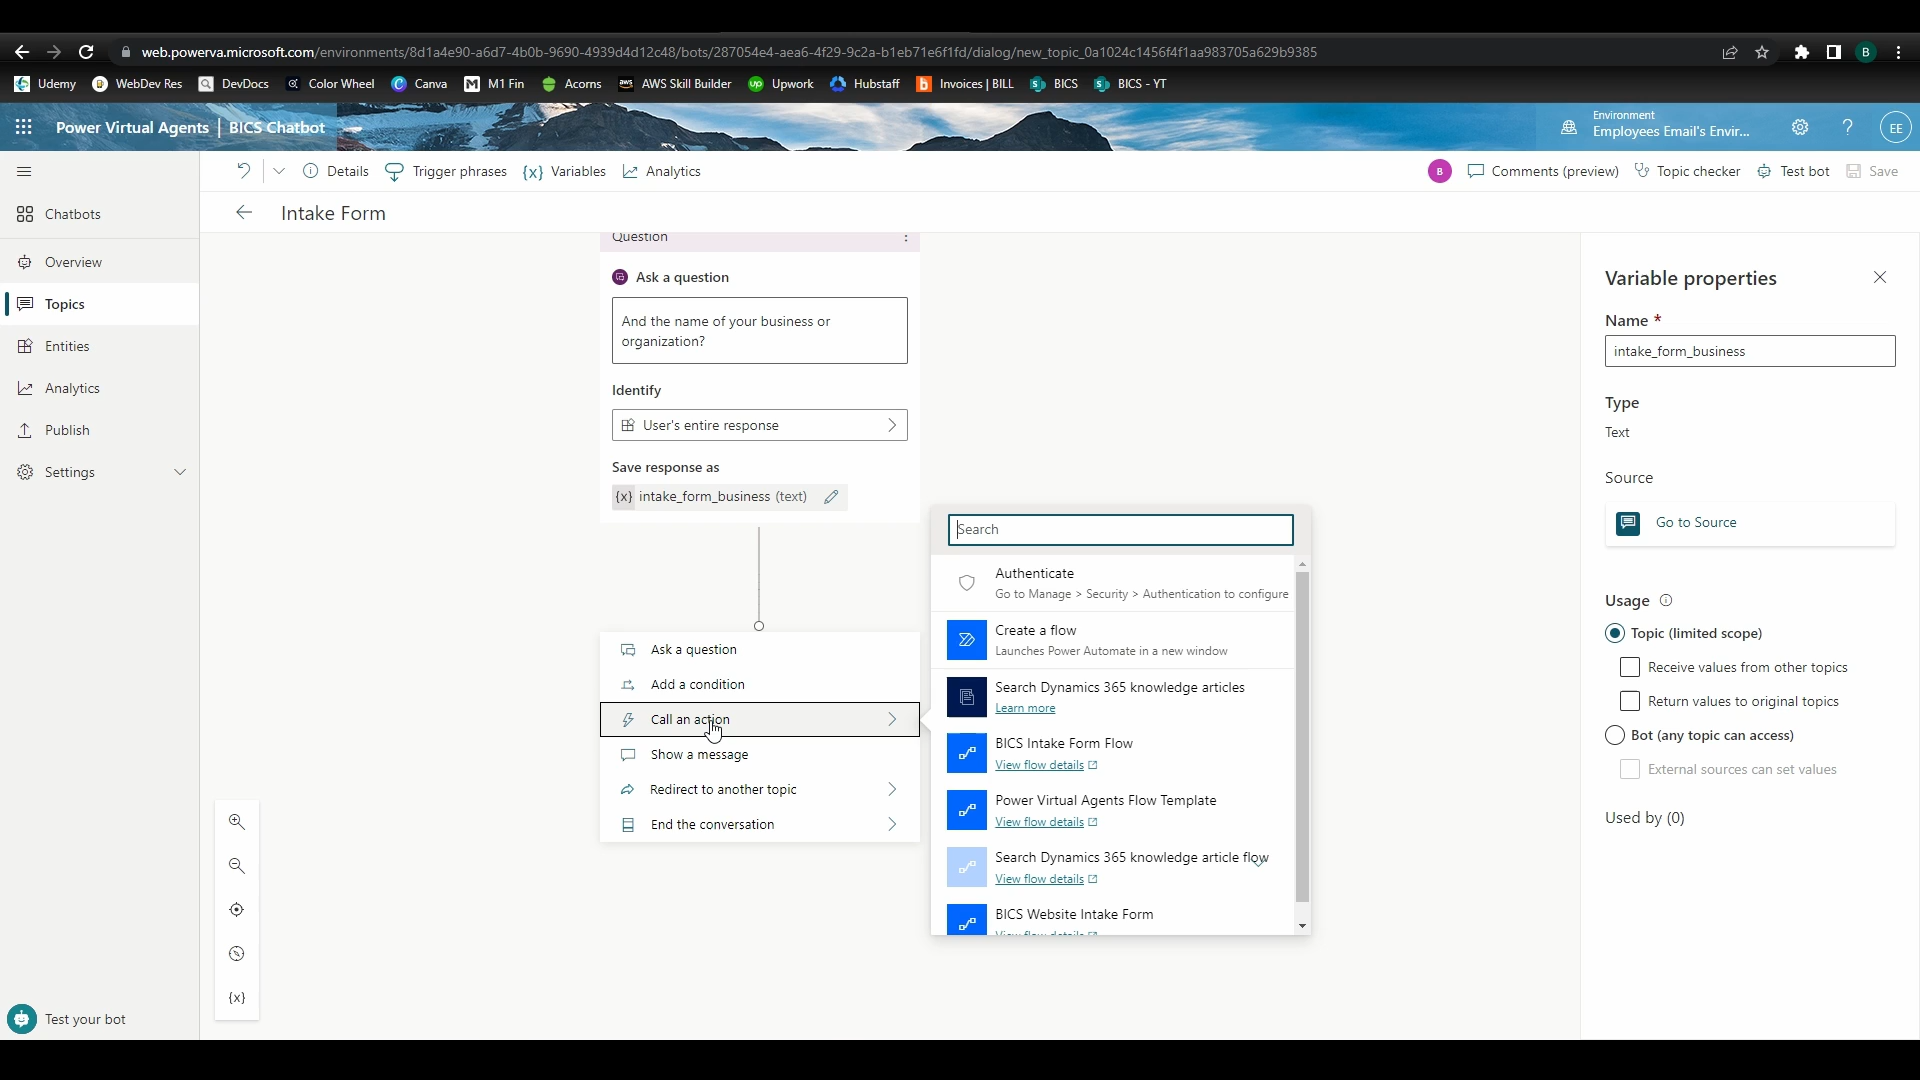 web.powerva.microsoft.com/environments/8d1a4e90-a6d7-4b0b-9690-4939d4d12c48/bots/287054e4-aea6-4f29-9c2a-b1eb71e6f1fd/dialog/new_topic_0a1024c1456f4f1aa983705a629b9385
B
Udemy WebDev Res DevDocs Color Wheel Canva M1 Fin Acorns AWS Skill Builder Upwork Hubstaff Invoices | BILL BICS BICS - YT
Power Virtual Agents | BICS Chatbot
Environment
Employees Email's Envir...
EE
Details Trigger phrases {x} Variables Analytics
B Comments (preview) Topic checker Test bot Save
Chatbots
Overview
Topics
Entities
Analytics
Publish
Settings
Test your bot
Intake Form
Question
Ask a question
And the name of your business or
organization?
Identify
User's entire response
Save response as
{x} intake_form_business (text)
Ask a question
Add a condition
Call an action
Show a message
Redirect to another topic
End the conversation
{x}
Search
Authenticate
Go to Manage > Security > Authentication to configure
Create a flow
Launches Power Automate in a new window
Search Dynamics 365 knowledge articles
Learn more
BICS Intake Form Flow
View flow details
Power Virtual Agents Flow Template
View flow details
Search Dynamics 365 knowledge article flow
View flow details
BICS Website Intake Form
View flow details
Variable properties
Name *
intake_form_business
Type
Text
Source
Go to Source
Usage
Topic (limited scope)
Receive values from other topics
Return values to original topics
Bot (any topic can access)
External sources can set values
Used by (0)